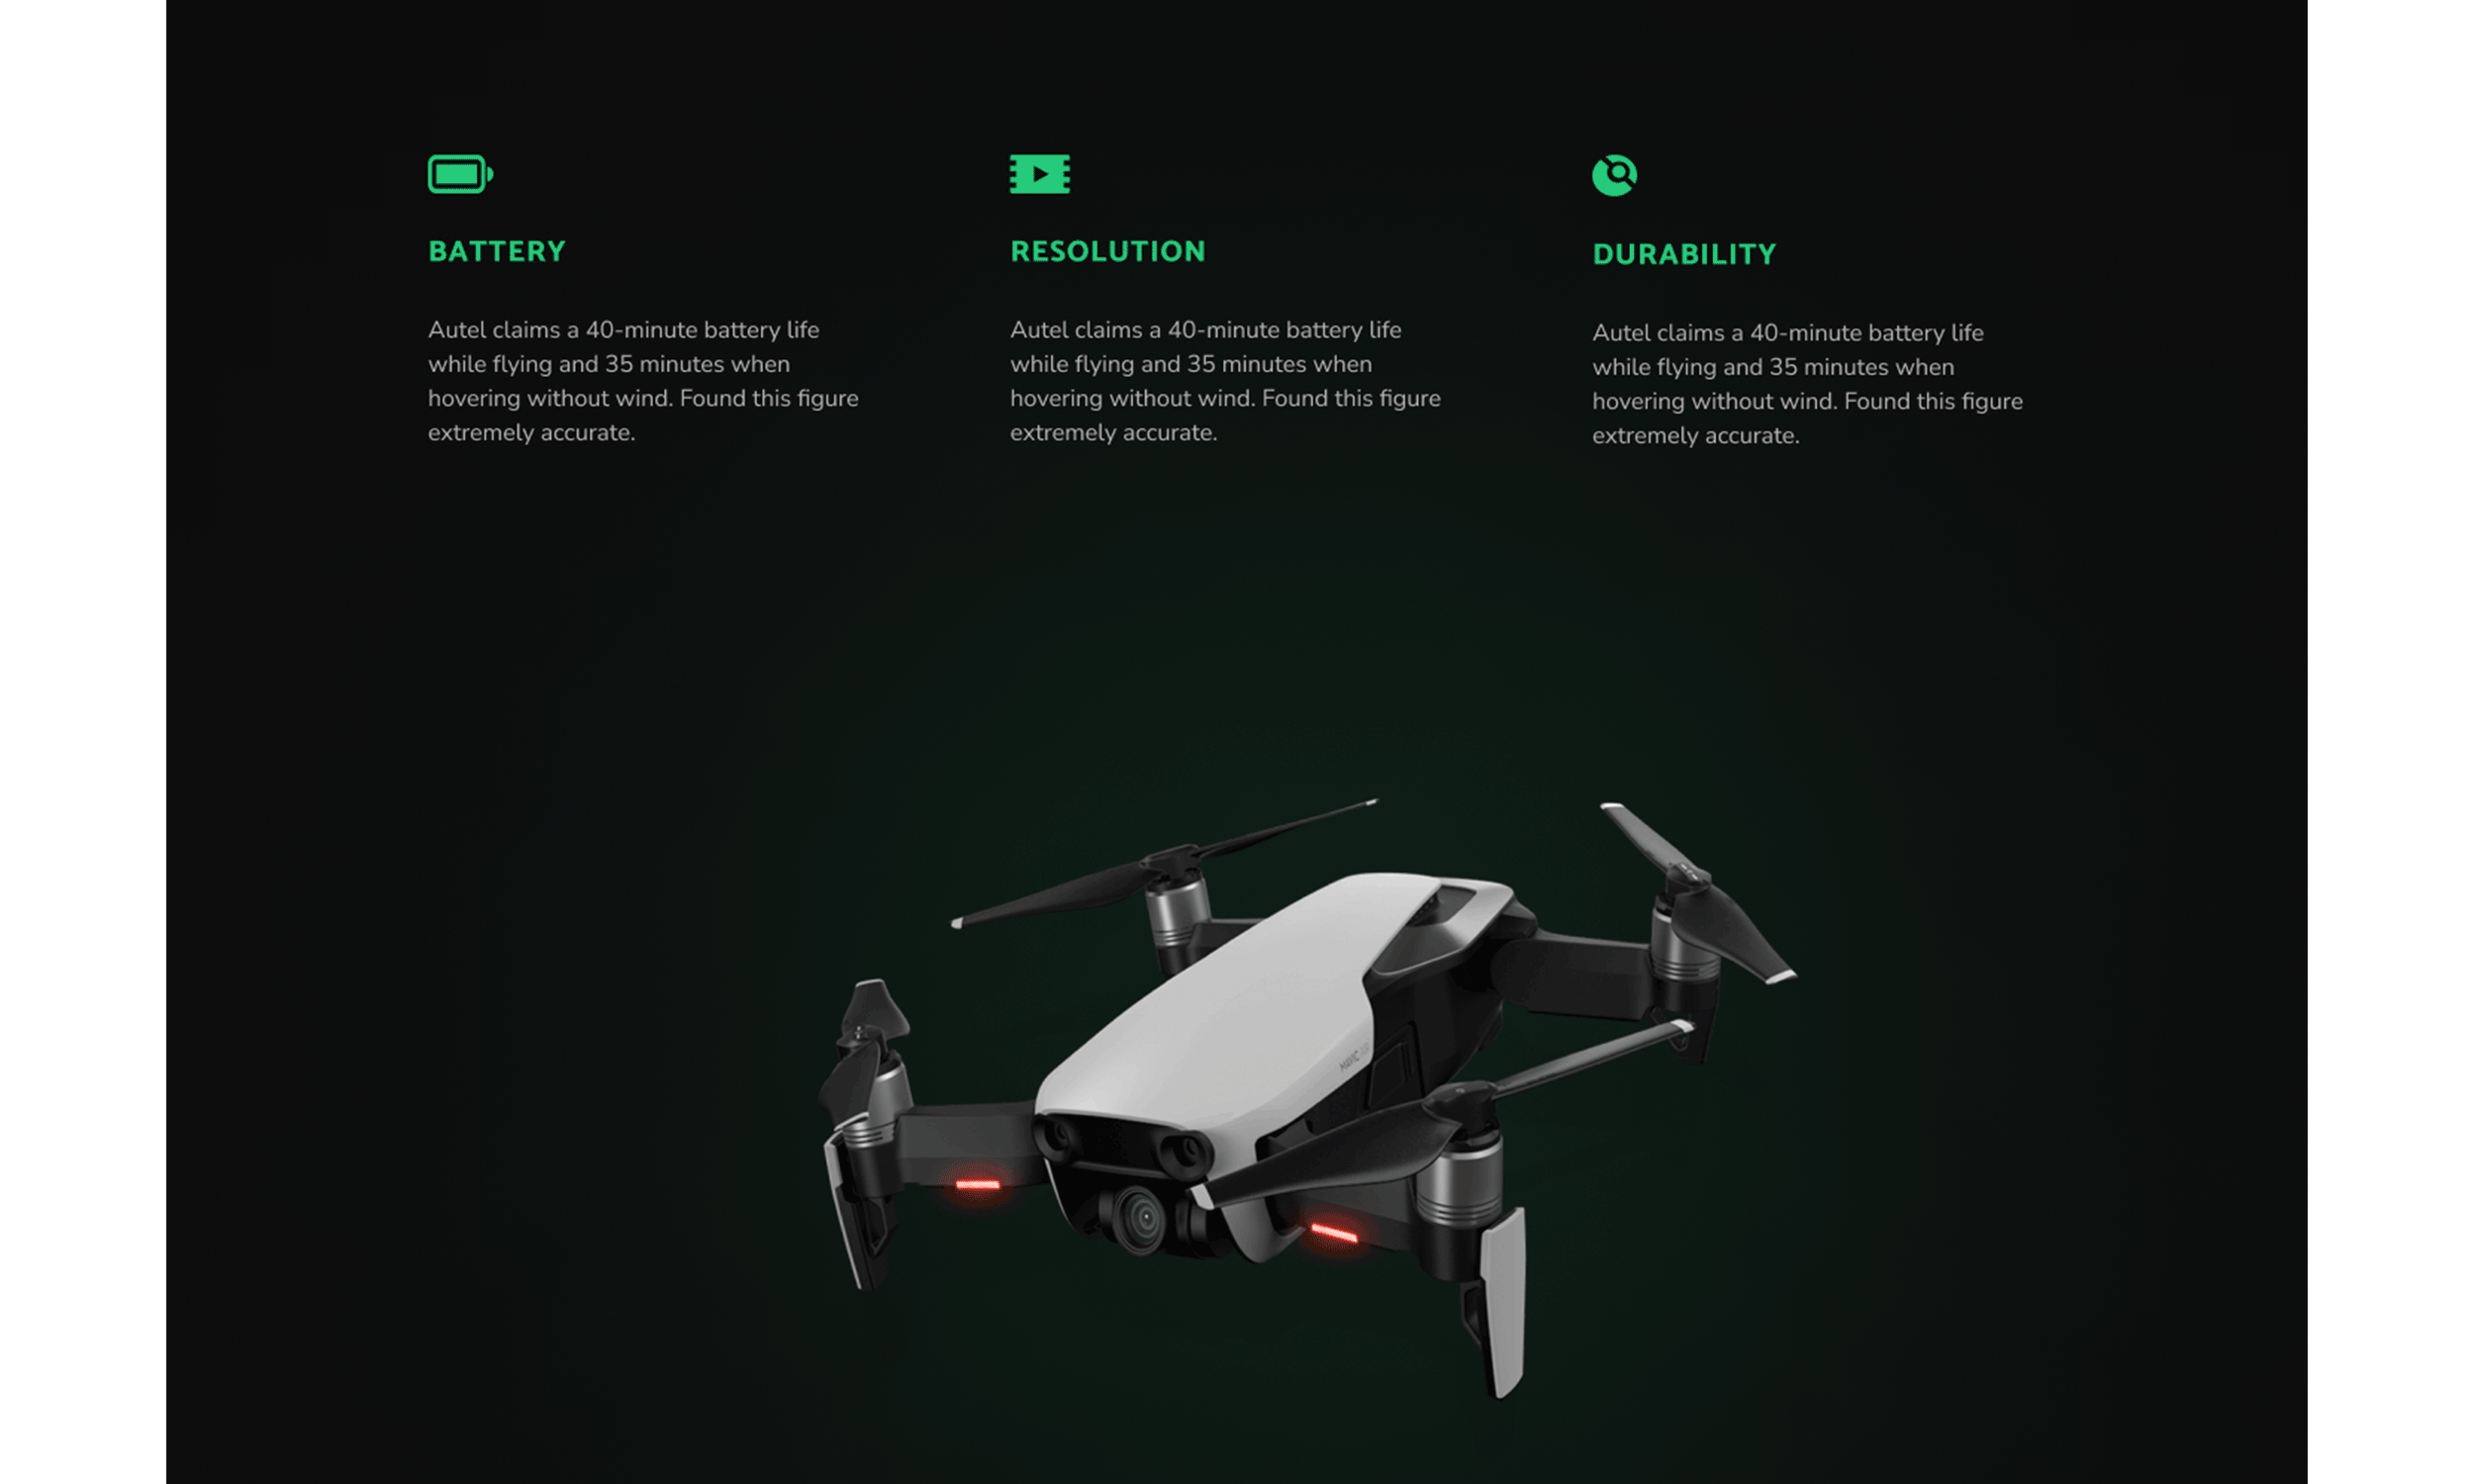 BATTERY
Autel claims a 40-minute battery life
while flying and 35 minutes when
hovering without wind. Found this figure
extremely accurate.
RESOLUTION
Autel claims a 40-minute battery life
while flying and 35 minutes when
hovering without wind. Found this figure
extremely accurate.
DURABILITY
Autel claims a 40-minute battery life
while flying and 35 minutes when
hovering without wind. Found this figure
extremely accurate.
MAVIC